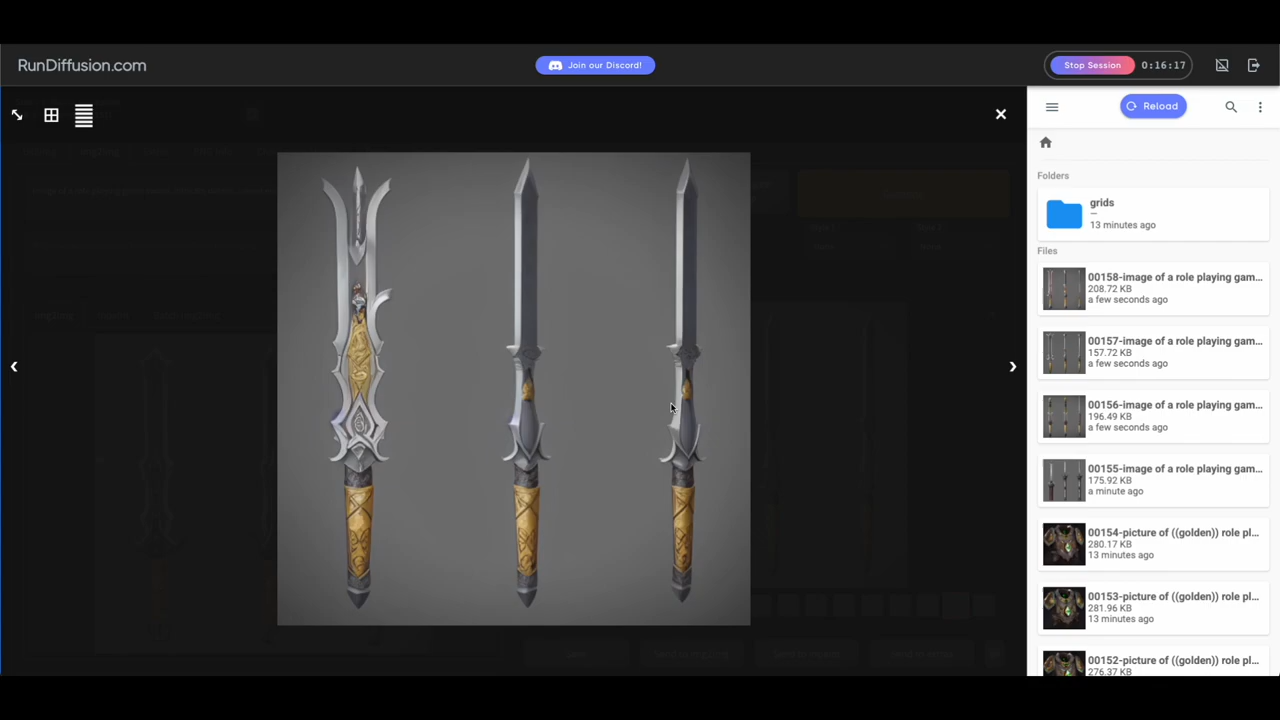 RunDiffusion.com
Join our Discord!
Stop Session
0:16:17
Reload
Folders
grids
—
13 minutes ago
Files
00158-image of a role playing gam...
208.72 KB
a few seconds ago
00157-image of a role playing gam...
157.72 KB
a few seconds ago
00156-image of a role playing gam...
196.49 KB
a few seconds ago
00155-image of a role playing gam...
175.92 KB
a minute ago
00154-picture of ((golden)) role pl...
280.17 KB
13 minutes ago
00153-picture of ((golden)) role pl...
281.96 KB
13 minutes ago
00152-picture of ((golden)) role pl...
276.37 KB